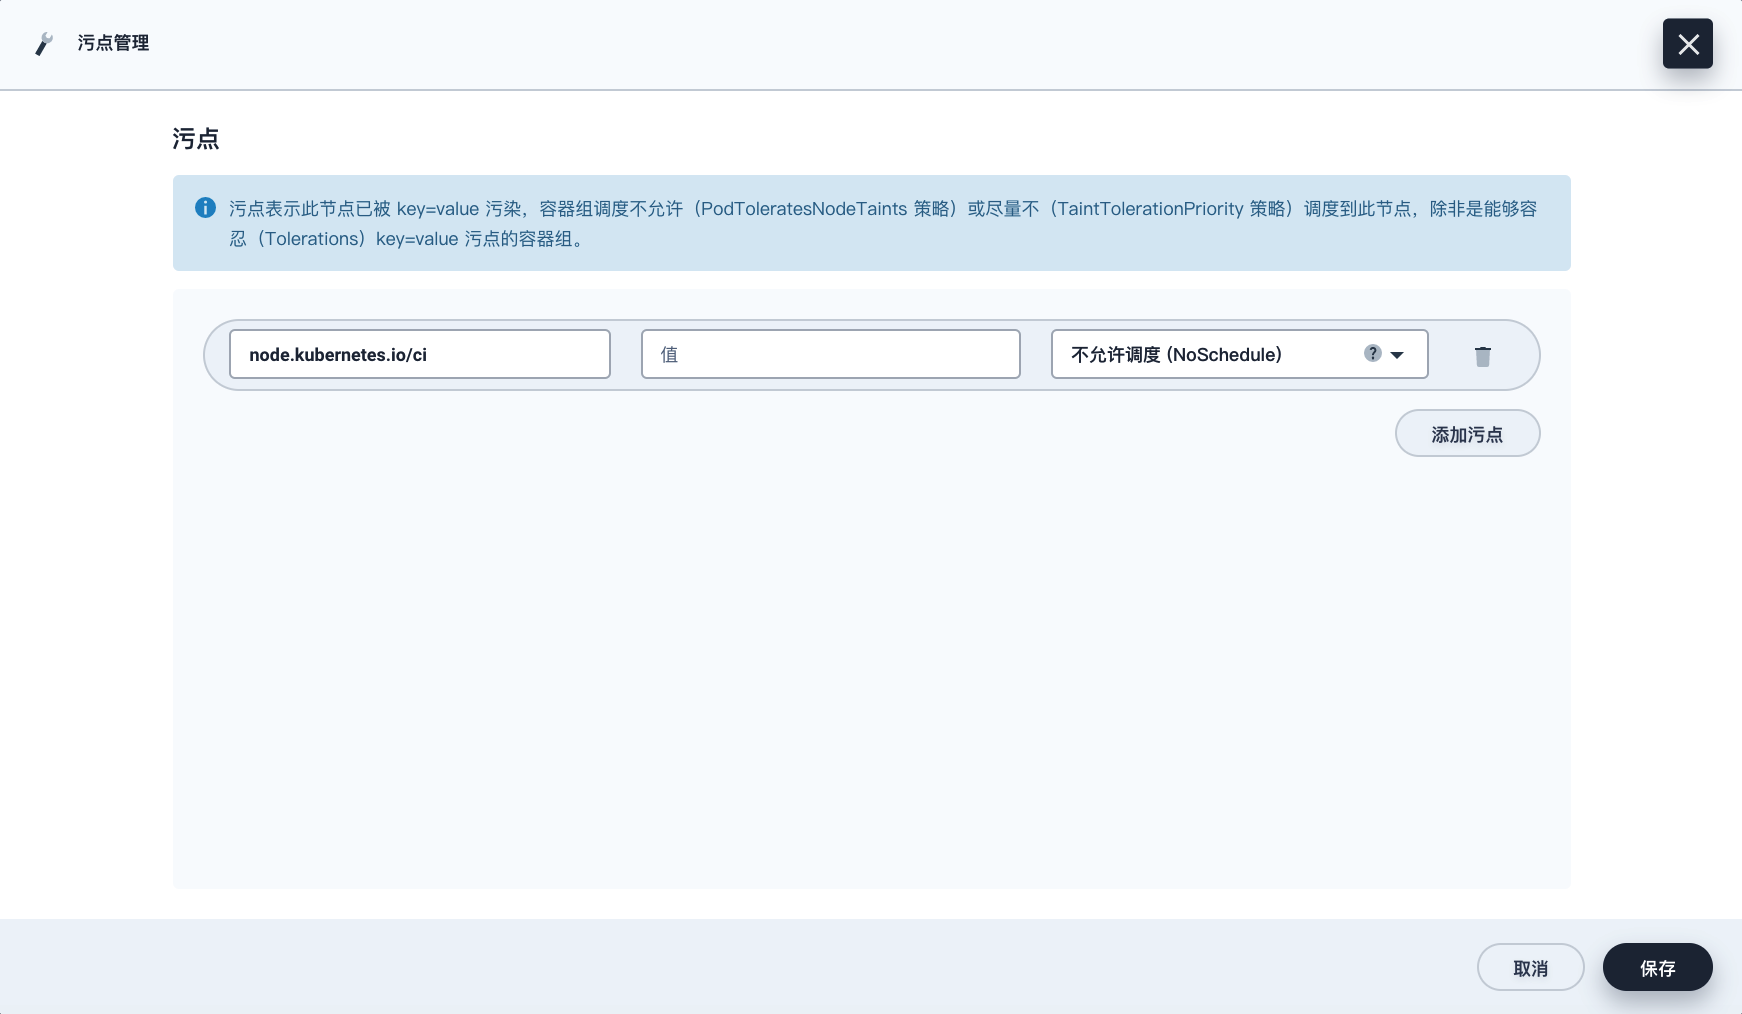 污点管理
污点
污点表示此节点已被 key=value 污染，容器组调度不允许（PodToleratesNodeTaints 策略）或尽量不（TaintTolerationPriority 策略）调度到此节点，除非是能够容
忍（Tolerations）key=value 污点的容器组。
node.kubernetes.io/ci
值
不允许调度 (NoSchedule)
添加污点
取消
保存